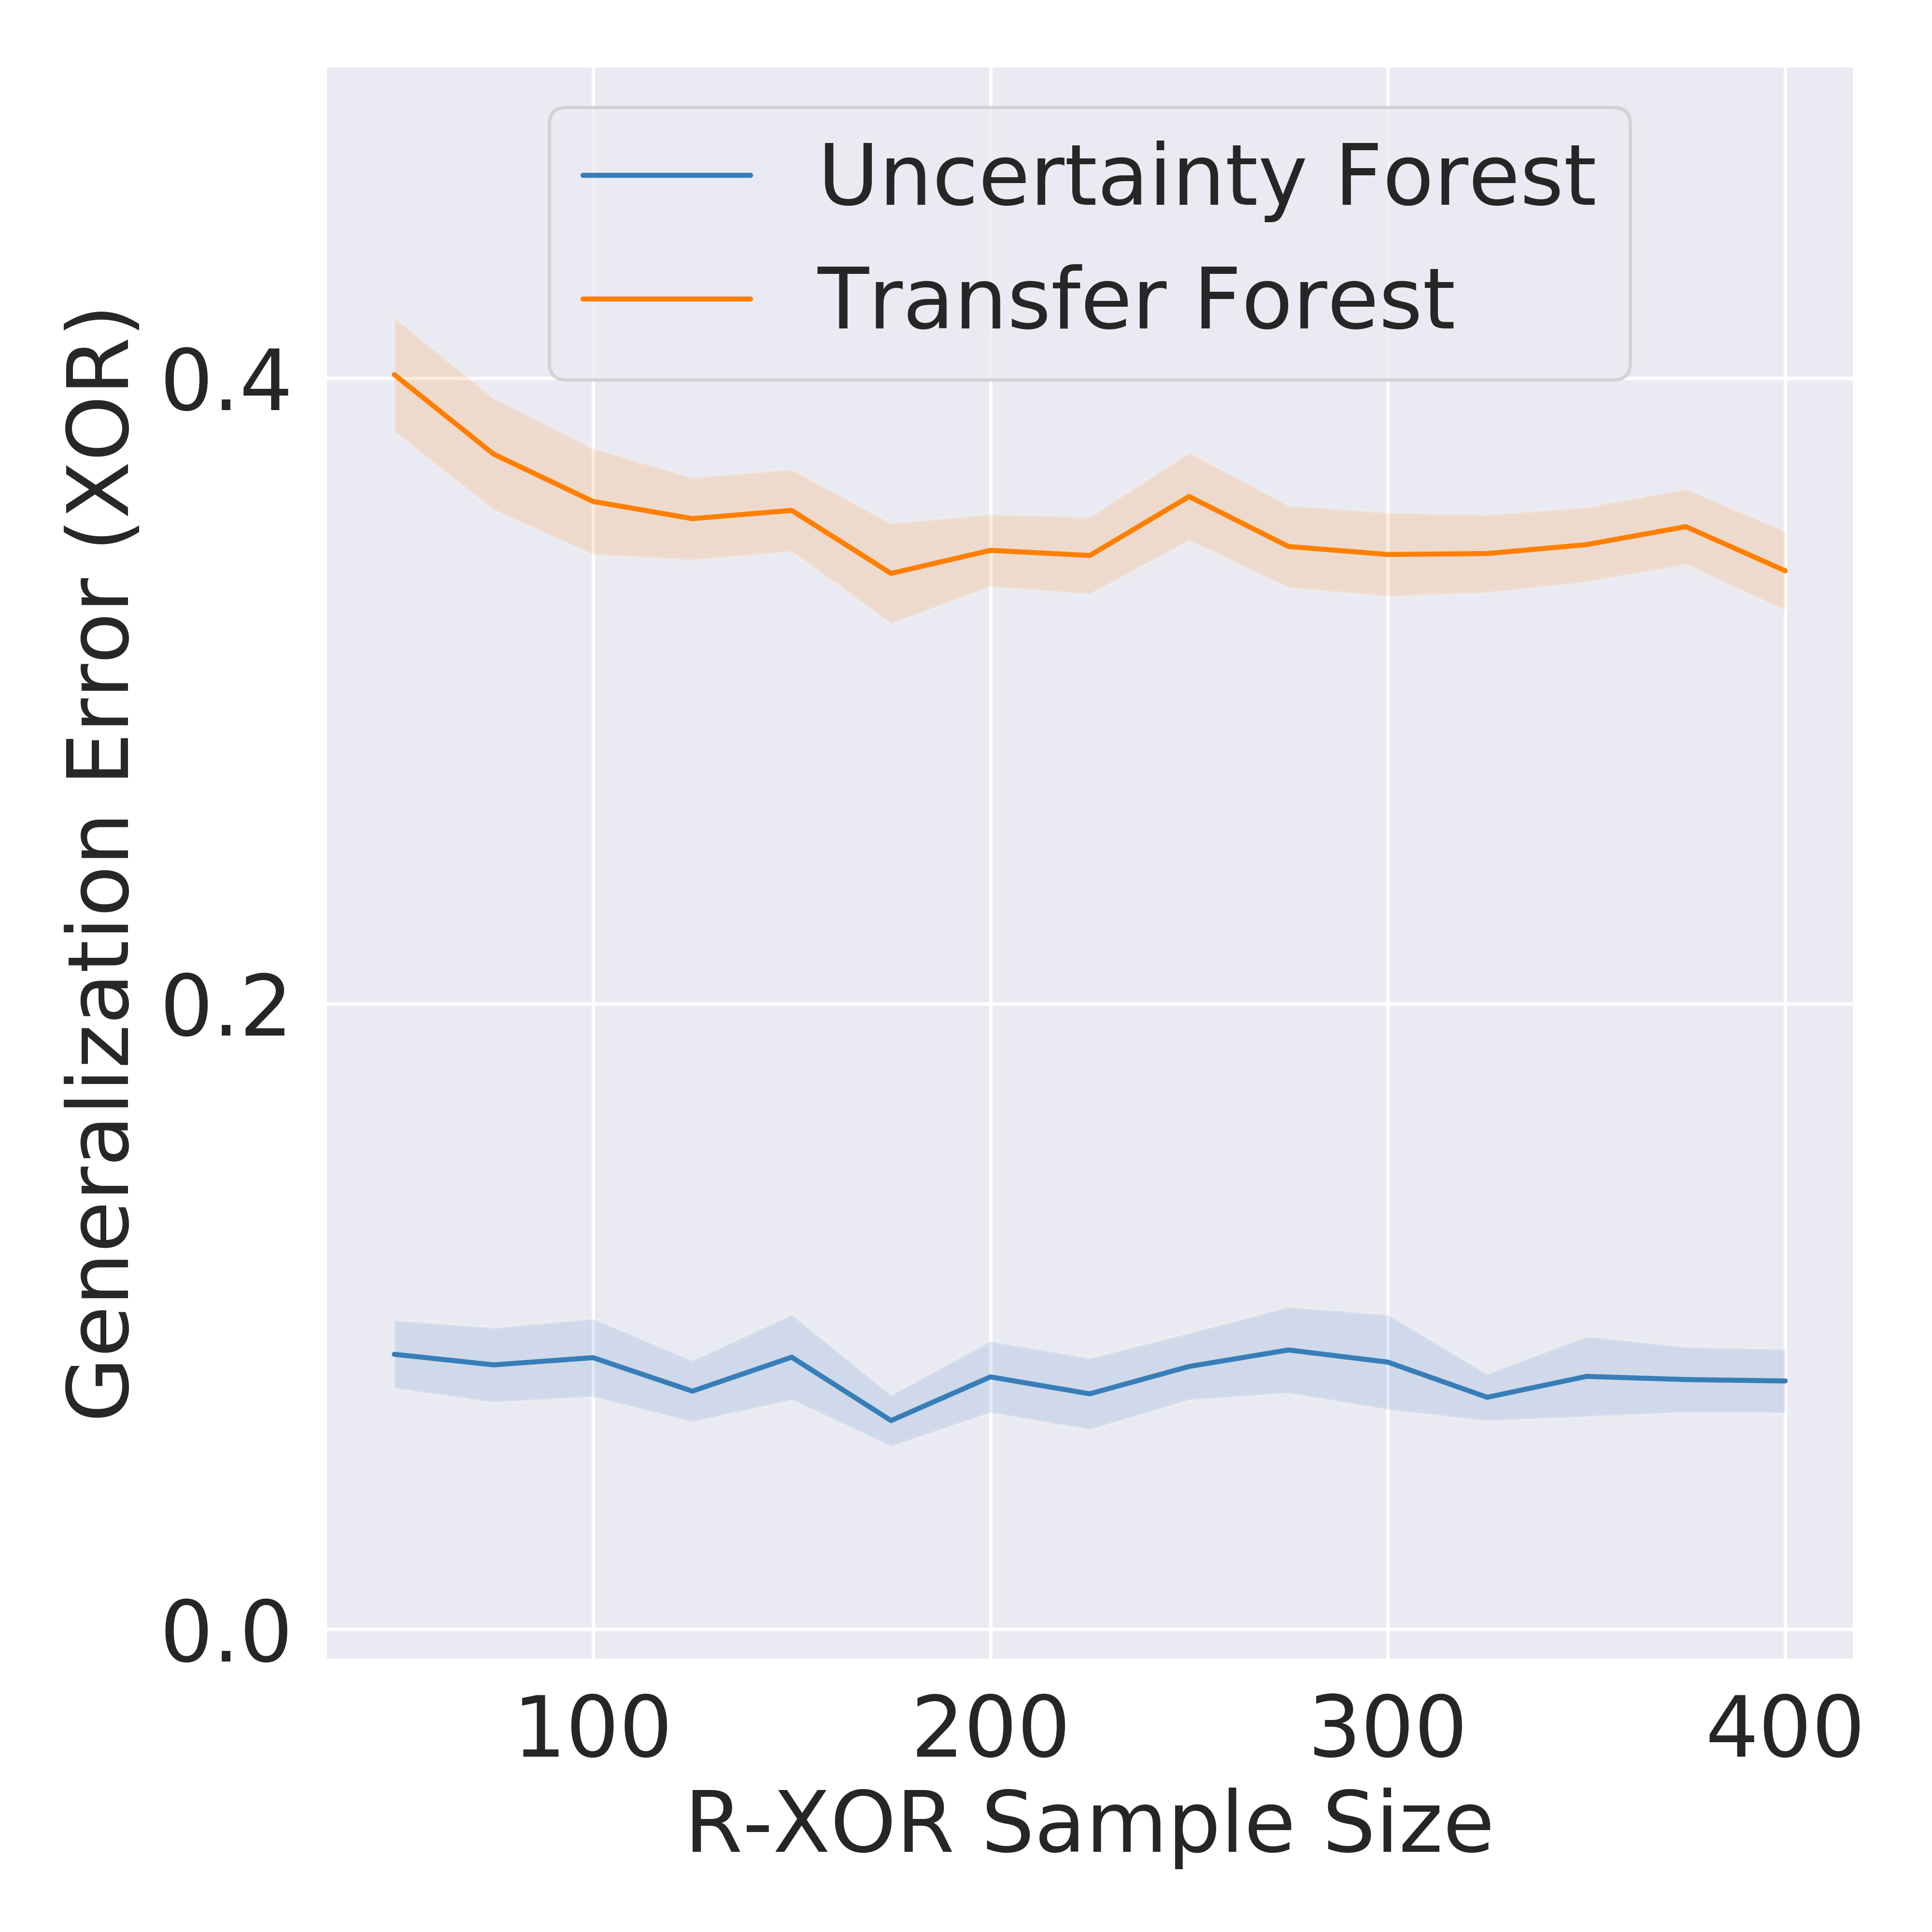 Uncertainty Forest
Transfer Forest
Generalization Error (XOR)
0.4
0.2
0.0
100 200 300 400
R-XOR Sample Size